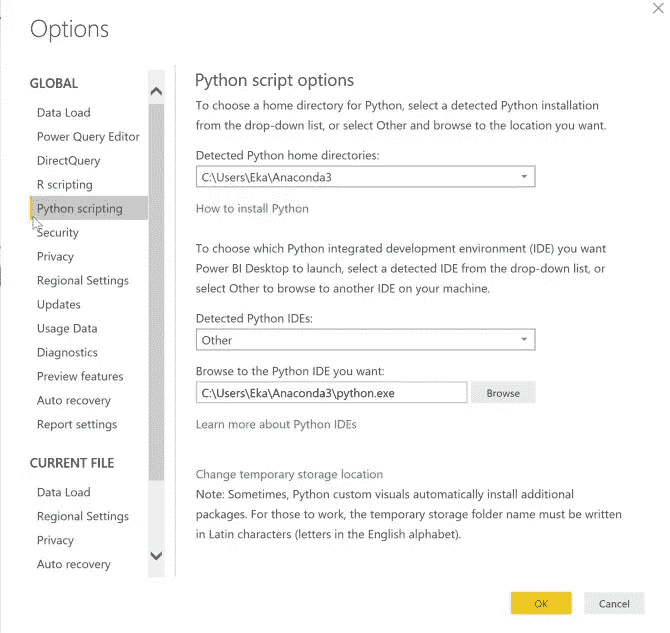 Options
GLOBAL
Data Load
Power Query Editor
DirectQuery
R scripting
Python scripting
Security
Privacy
Regional Settings
Updates
Usage Data
Diagnostics
Preview features
Auto recovery
Report settings
CURRENT FILE
Data Load
Regional Settings
Privacy
Auto recovery
Python script options
To choose a home directory for Python, select a detected Python installation
from the drop-down list, or select Other and browse to the location you want.
Detected Python home directories:
C:\Users\Eka\Anaconda3
How to install Python
To choose which Python integrated development environment (IDE) you want
Power BI Desktop to launch, select a detected IDE from the drop-down list, or
select Other to browse to another IDE on your machine.
Detected Python IDEs:
Other
Browse to the Python IDE you want:
C:\Users\Eka\Anaconda3\python.exe
Browse
Learn more about Python IDEs
Change temporary storage location
Note: Sometimes, Python custom visuals automatically install additional
packages. For those to work, the temporary storage folder name must be written
in Latin characters (letters in the English alphabet).
OK
Cancel